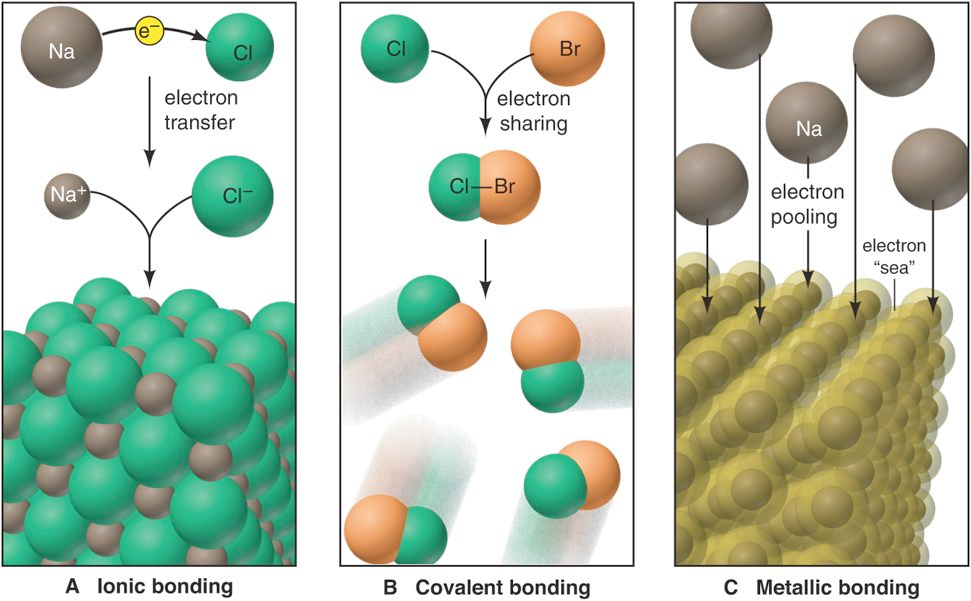 Na
e⁻
Cl
electron
transfer
Na⁺
Cl⁻
A Ionic bonding
Cl
Br
electron
sharing
Cl—Br
B Covalent bonding
Na
electron
pooling
electron
"sea"
C Metallic bonding